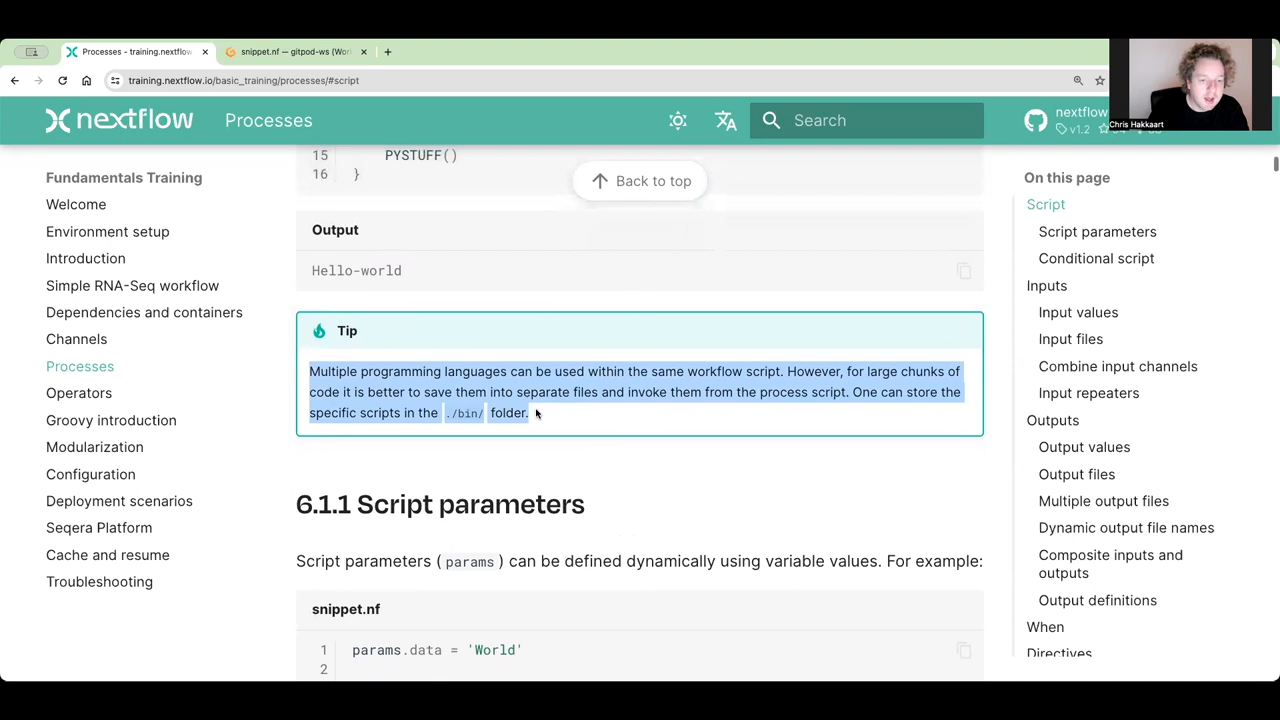 Processes - training.nextflow
snippet.nf — gitpod-ws (Wor
training.nextflow.io/basic_training/processes/#script
nextflow
Processes
Search
nextflow
v1.2
Chris Hakkaart
Fundamentals Training
Welcome
Environment setup
Introduction
Simple RNA-Seq workflow
Dependencies and containers
Channels
Processes
Operators
Groovy introduction
Modularization
Configuration
Deployment scenarios
Seqera Platform
Cache and resume
Troubleshooting
15 PYSTUFF()
16 }
Back to top
Output
Hello-world
Tip
Multiple programming languages can be used within the same workflow script. However, for large chunks of
code it is better to save them into separate files and invoke them from the process script. One can store the
specific scripts in the ./bin/ folder.
6.1.1 Script parameters
Script parameters ( params ) can be defined dynamically using variable values. For example:
snippet.nf
1 params.data = 'World'
2
On this page
Script
Script parameters
Conditional script
Inputs
Input values
Input files
Combine input channels
Input repeaters
Outputs
Output values
Output files
Multiple output files
Dynamic output file names
Composite inputs and
outputs
Output definitions
When
Directives